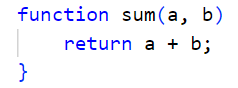 function sum(a, b)
    return a + b;
}